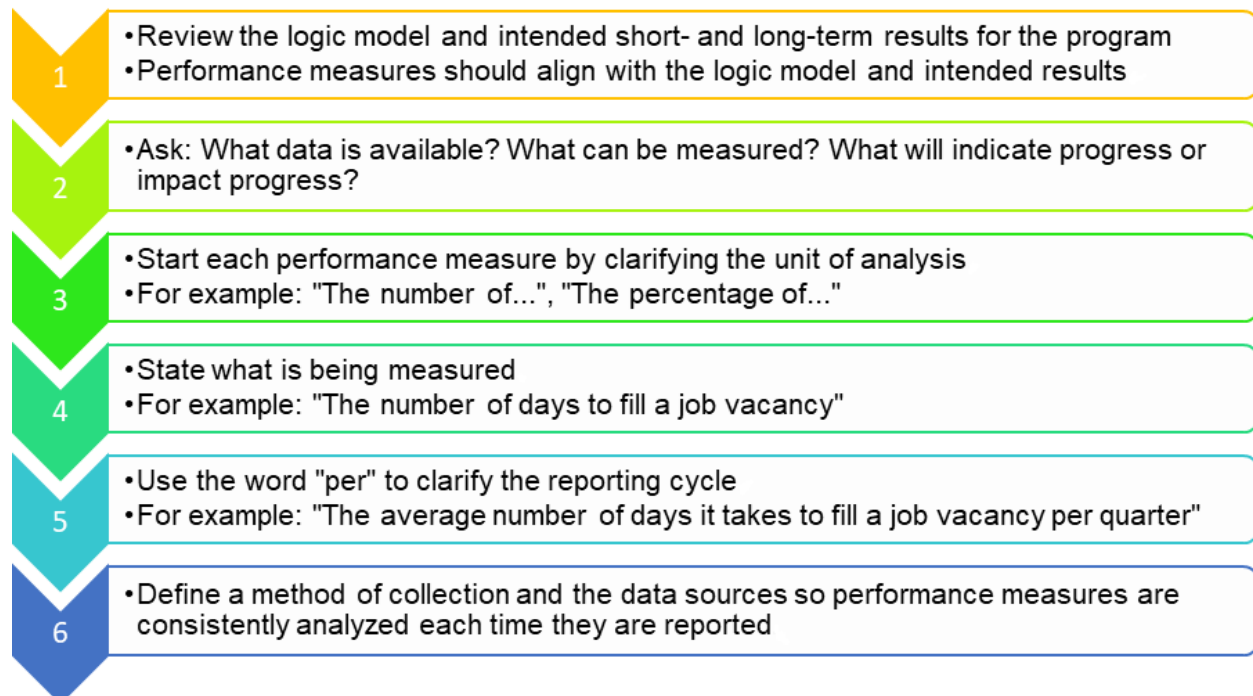 1
•Review the logic model and intended short- and long-term results for the program
•Performance measures should align with the logic model and intended results
2
•Ask: What data is available? What can be measured? What will indicate progress or
impact progress?
3
•Start each performance measure by clarifying the unit of analysis
•For example: "The number of...", "The percentage of..."
4
•State what is being measured
•For example: "The number of days to fill a job vacancy"
5
•Use the word "per" to clarify the reporting cycle
•For example: "The average number of days it takes to fill a job vacancy per quarter"
6
•Define a method of collection and the data sources so performance measures are
consistently analyzed each time they are reported